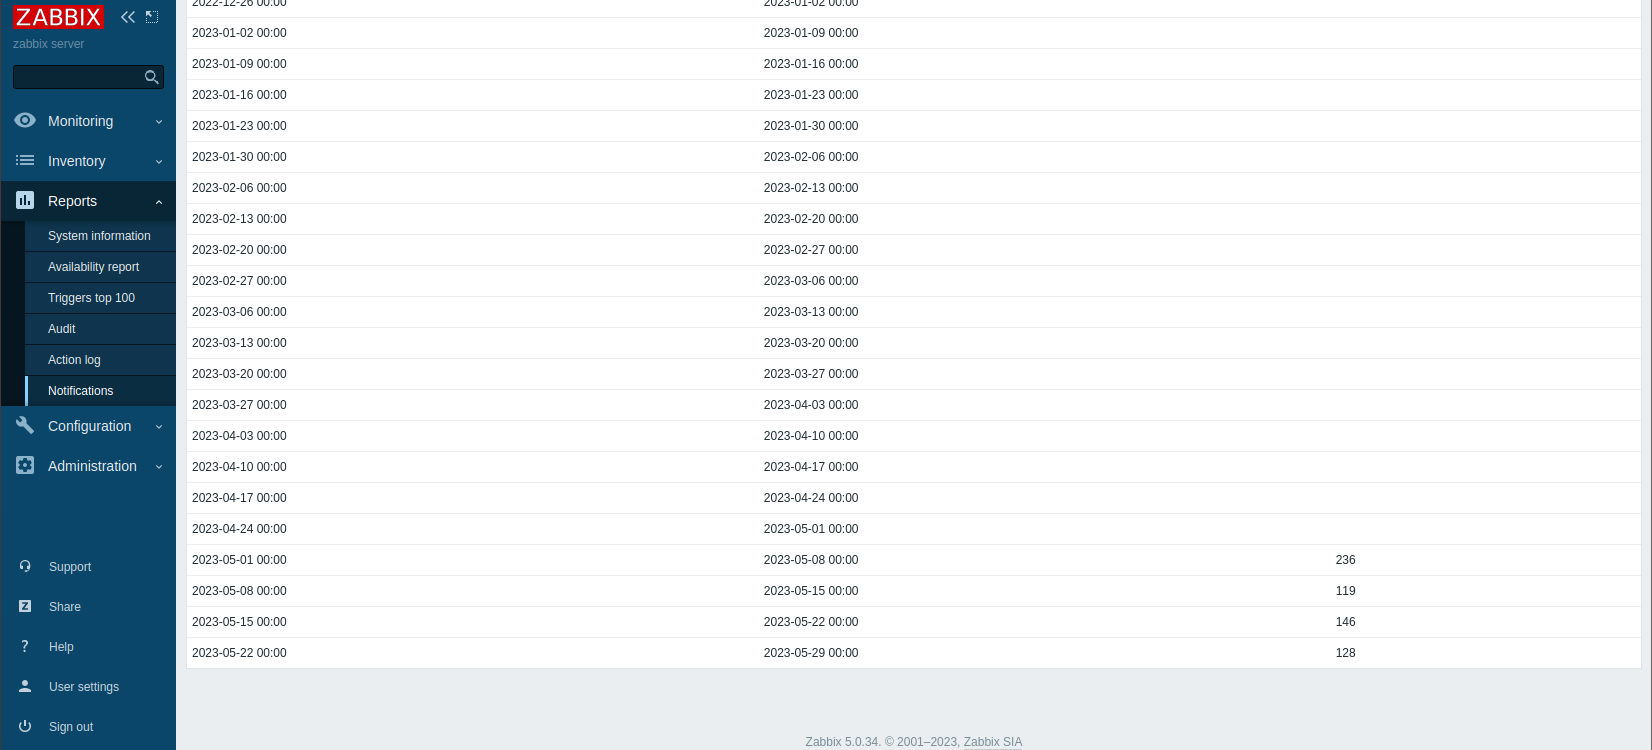 ZABBIX
zabbix server
Monitoring
Inventory
Reports
System information
Availability report
Triggers top 100
Audit
Action log
Notifications
Configuration
Administration
Support
Share
Help
User settings
Sign out
2022-12-26 00:00 2023-01-02 00:00
2023-01-02 00:00 2023-01-09 00:00
2023-01-09 00:00 2023-01-16 00:00
2023-01-16 00:00 2023-01-23 00:00
2023-01-23 00:00 2023-01-30 00:00
2023-01-30 00:00 2023-02-06 00:00
2023-02-06 00:00 2023-02-13 00:00
2023-02-13 00:00 2023-02-20 00:00
2023-02-20 00:00 2023-02-27 00:00
2023-02-27 00:00 2023-03-06 00:00
2023-03-06 00:00 2023-03-13 00:00
2023-03-13 00:00 2023-03-20 00:00
2023-03-20 00:00 2023-03-27 00:00
2023-03-27 00:00 2023-04-03 00:00
2023-04-03 00:00 2023-04-10 00:00
2023-04-10 00:00 2023-04-17 00:00
2023-04-17 00:00 2023-04-24 00:00
2023-04-24 00:00 2023-05-01 00:00
2023-05-01 00:00 2023-05-08 00:00 236
2023-05-08 00:00 2023-05-15 00:00 119
2023-05-15 00:00 2023-05-22 00:00 146
2023-05-22 00:00 2023-05-29 00:00 128
Zabbix 5.0.34. © 2001–2023, Zabbix SIA